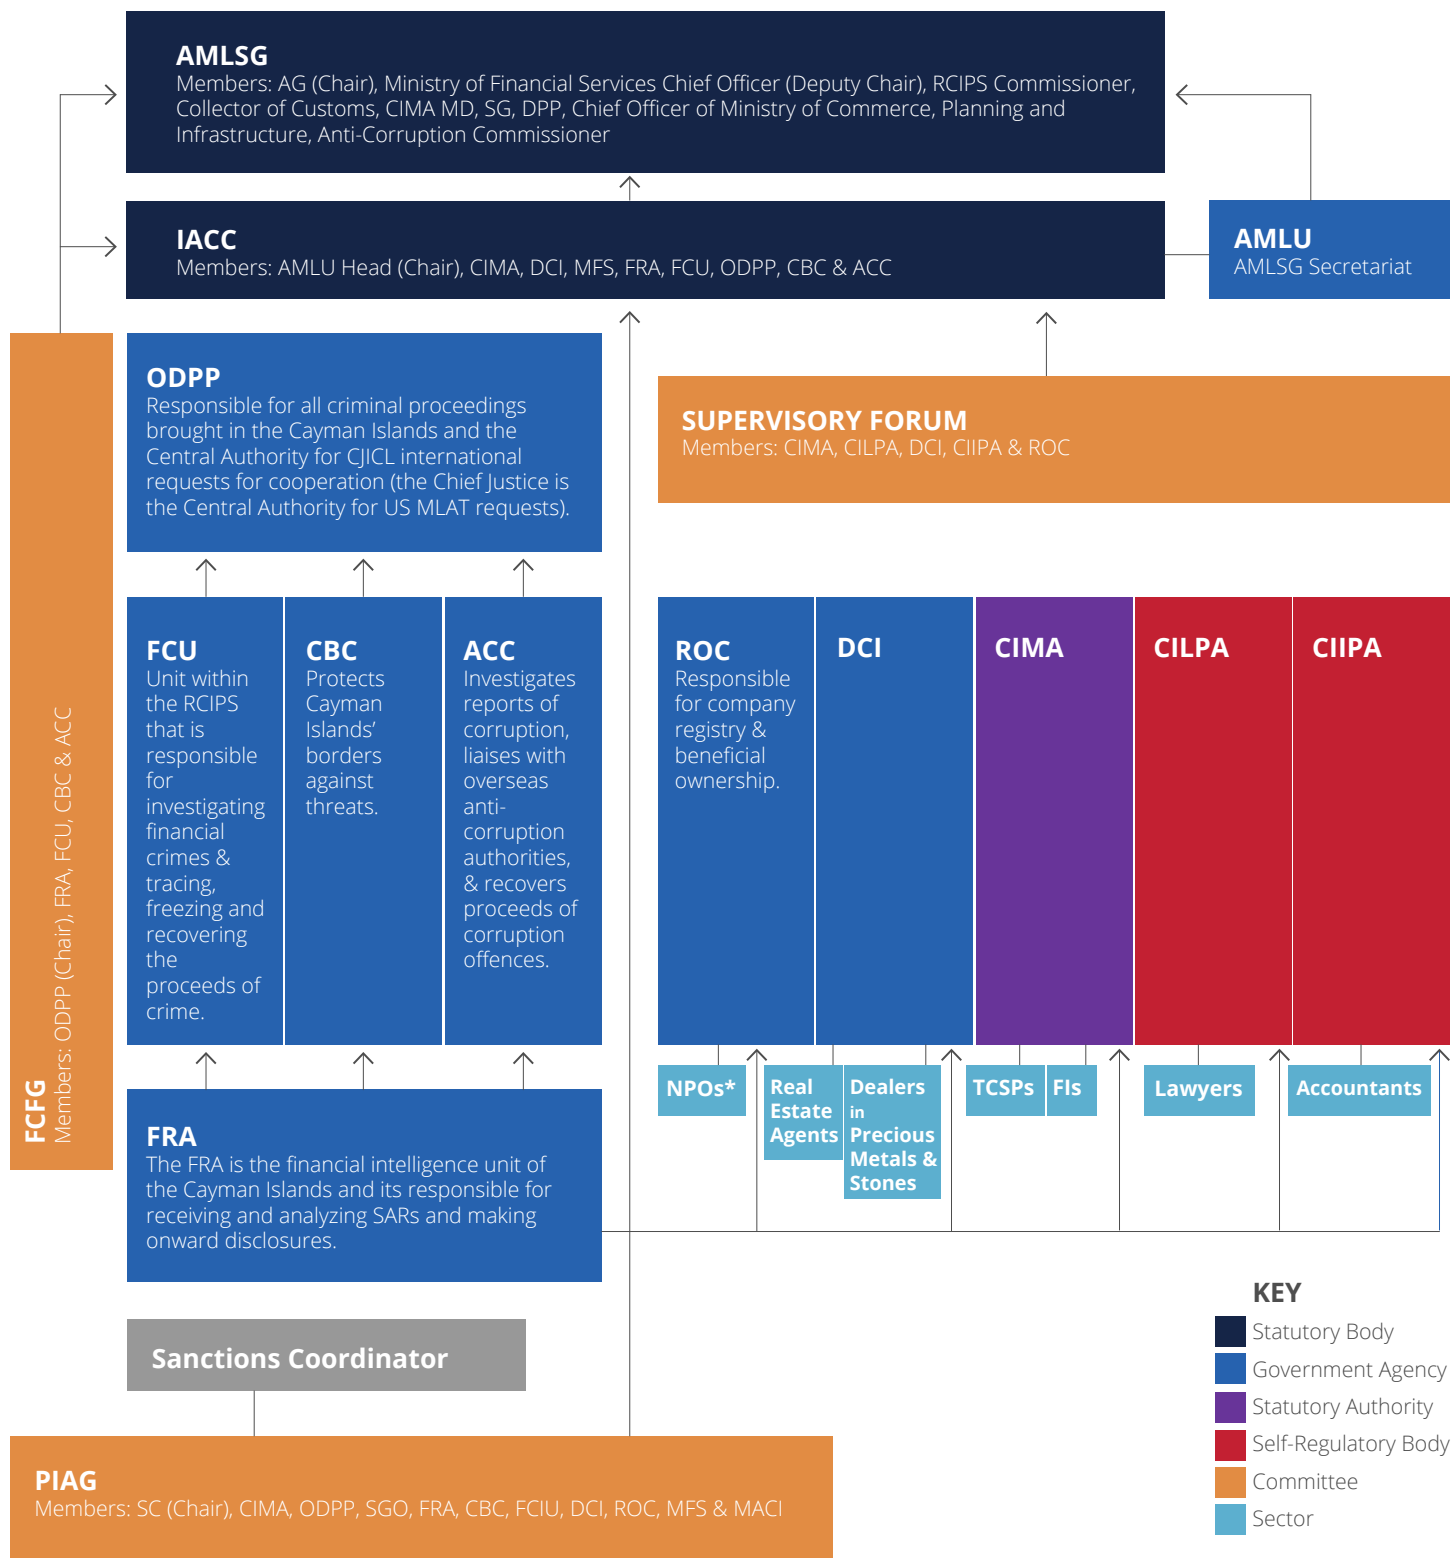 AMLSG
Members: AG (Chair), Ministry of Financial Services Chief Officer (Deputy Chair), RCIPS Commissioner,
Collector of Customs, CIMA MD, SG, DPP, Chief Officer of Ministry of Commerce, Planning and
Infrastructure, Anti-Corruption Commissioner
IACC
Members: AMLU Head (Chair), CIMA, DCI, MFS, FRA, FCU, ODPP, CBC & ACC
AMLU
AMLSG Secretariat
FCFG
Members: ODPP (Chair), FRA, FCU, CBC & ACC
ODPP
Responsible for all criminal proceedings
brought in the Cayman Islands and the
Central Authority for CJICL international
requests for cooperation (the Chief Justice is
the Central Authority for US MLAT requests).
SUPERVISORY FORUM
Members: CIMA, CILPA, DCI, CIIPA & ROC
FCU
Unit within
the RCIPS
that is
responsible
for
investigating
financial
crimes &
tracing,
freezing and
recovering
the
proceeds of
crime.
CBC
Protects
Cayman
Islands’
borders
against
threats.
ACC
Investigates
reports of
corruption,
liaises with
overseas
anti-
corruption
authorities,
& recovers
proceeds of
corruption
offences.
ROC
Responsible
for company
registry &
beneficial
ownership.
DCI
CIMA
CILPA
CIIPA
NPOs*
Real
Estate
Agents
Dealers
in
Precious
Metals &
Stones
TCSPs
FIs
Lawyers
Accountants
FRA
The FRA is the financial intelligence unit of
the Cayman Islands and its responsible for
receiving and analyzing SARs and making
onward disclosures.
Sanctions Coordinator
PIAG
Members: SC (Chair), CIMA, ODPP, SGO, FRA, CBC, FCIU, DCI, ROC, MFS & MACI
KEY
Statutory Body
Government Agency
Statutory Authority
Self-Regulatory Body
Committee
Sector